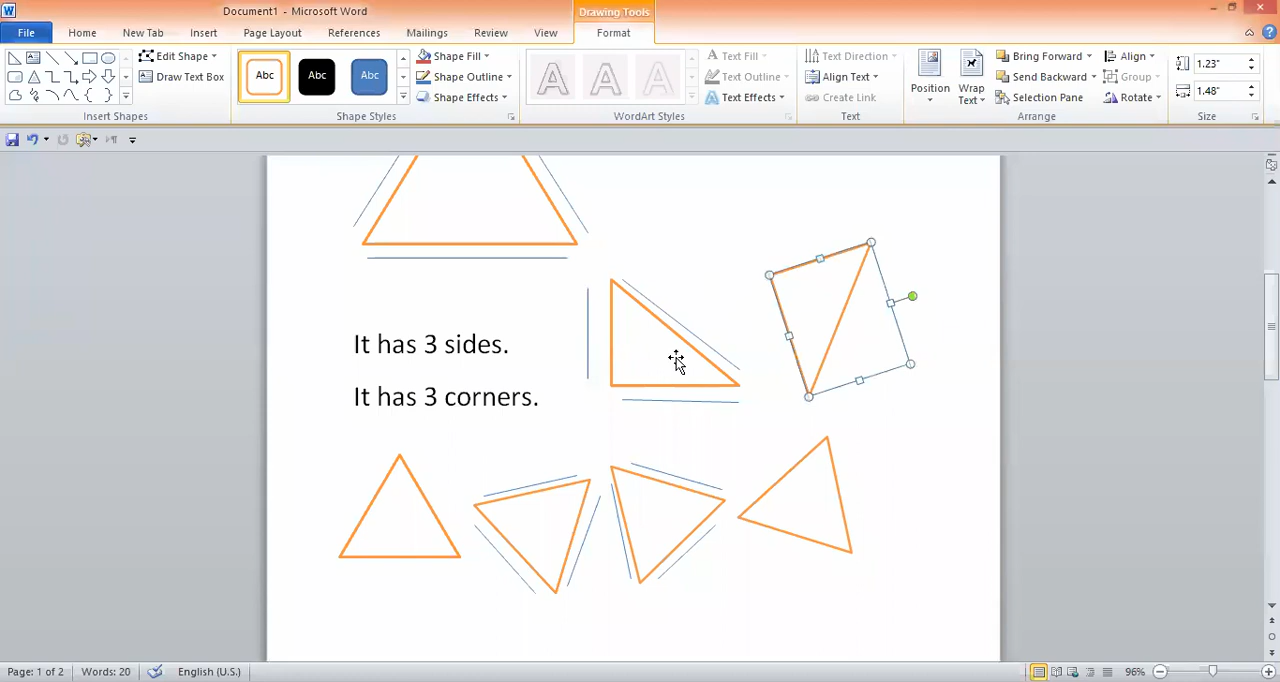 Document1 - Microsoft Word
Drawing Tools
File Home New Tab Insert Page Layout References Mailings Review View Format
Edit Shape
Draw Text Box
Insert Shapes
Abc Abc Abc
Shape Fill
Shape Outline
Shape Effects
Shape Styles
A A A
Text Fill
Text Outline
Text Effects
WordArt Styles
Text Direction
Align Text
Create Link
Text
Position
Wrap
Text
Bring Forward
Send Backward
Selection Pane
Align
Group
Rotate
Arrange
1.23"
1.48"
Size
It has 3 sides.
It has 3 corners.
Page: 1 of 2 Words: 20 English (U.S.) 96%